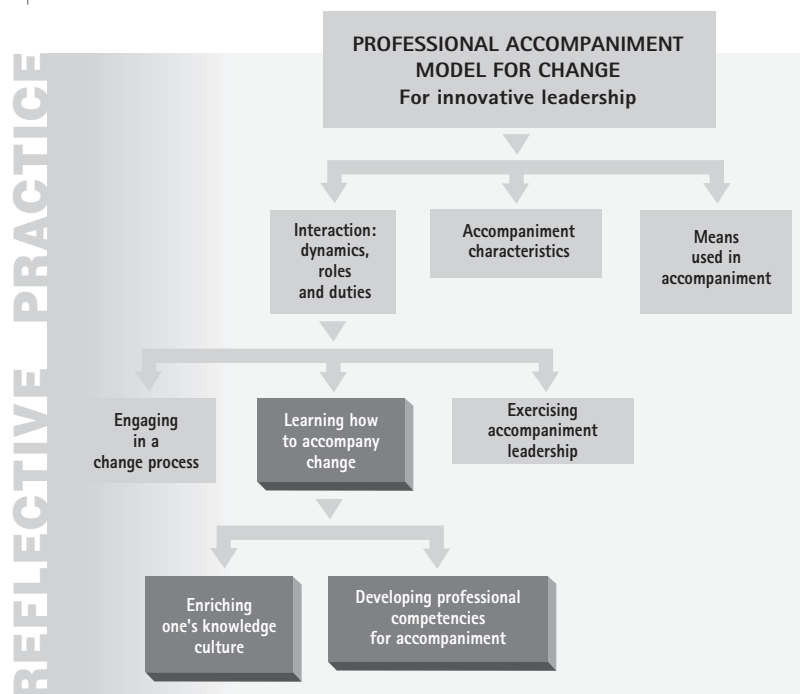 REFLECTIVE PRACTICE
PROFESSIONAL ACCOMPANIMENT
MODEL FOR CHANGE
For innovative leadership
Interaction:
dynamics,
roles
and duties
Accompaniment
characteristics
Means
used in
accompaniment
Engaging
in a
change process
Learning how
to accompany
change
Exercising
accompaniment
leadership
Enriching
one's knowledge
culture
Developing professional
competencies
for accompaniment